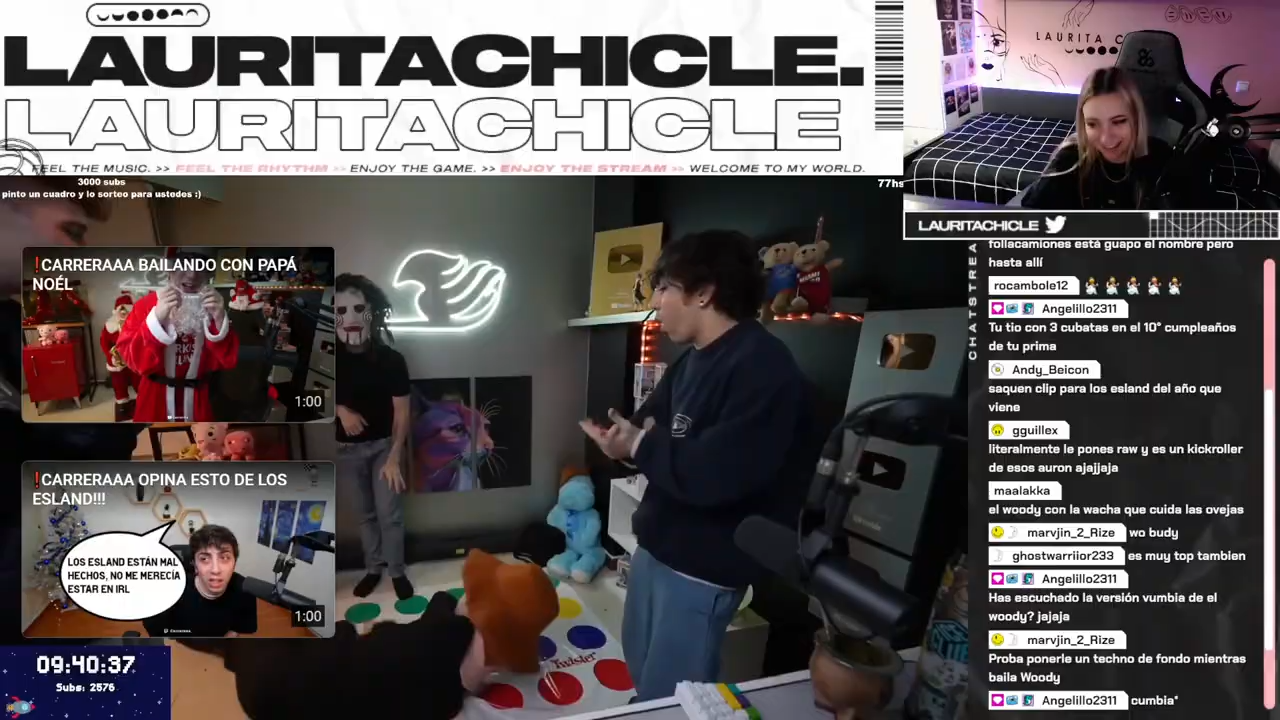 LAURITACHICLE.
LAURITACHICLE
FEEL THE MUSIC. >> FEEL THE RHYTHM >> ENJOY THE GAME. >> ENJOY THE STREAM >> WELCOME TO MY WORLD.
3000 subs
pinto un cuadro y lo sorteo para ustedes :)
77hs
LAURITA C
LAURITACHICLE
❗CARRERAAA BAILANDO CON PAPÁ
NOÉL
1:00
❗CARRERAAA OPINA ESTO DE LOS
ESLAND!!!
LOS ESLAND ESTÁN MAL
HECHOS, NO ME MERECÍA
ESTAR EN IRL
1:00
09:40:37
Subs: 2576
Twister
CHATSTREA
follacamiones está guapo el nombre pero
hasta allí
rocambole12
Angelillo2311
Tu tio con 3 cubatas en el 10° cumpleaños
de tu prima
Andy_Beicon
saquen clip para los esland del año que
viene
gguillex
literalmente le pones raw y es un kickroller
de esos auron ajajjaja
maalakka
el woody con la wacha que cuida las ovejas
marvjin_2_Rize wo budy
ghostwarriior233 es muy top tambien
Angelillo2311
Has escuchado la versión vumbia de el
woody? jajaja
marvjin_2_Rize
Proba ponerle un techno de fondo mientras
baila Woody
Angelillo2311 cumbia*